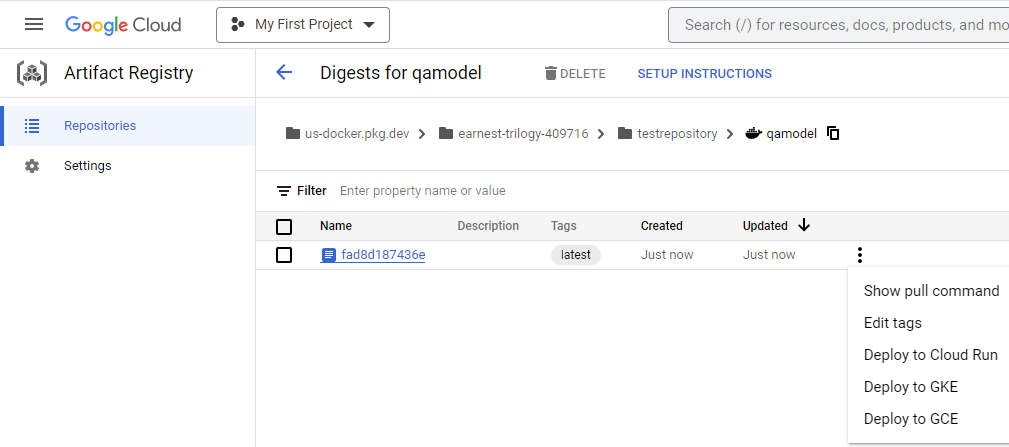 Google Cloud My First Project Search (/) for resources, docs, products, and mo
Artifact Registry Digests for qamodel DELETE SETUP INSTRUCTIONS
Repositories
us-docker.pkg.dev earnest-trilogy-409716 testrepository qamodel
Settings
Filter Enter property name or value
Name Description Tags Created Updated
fad8d187436e latest Just now Just now
Show pull command
Edit tags
Deploy to Cloud Run
Deploy to GKE
Deploy to GCE